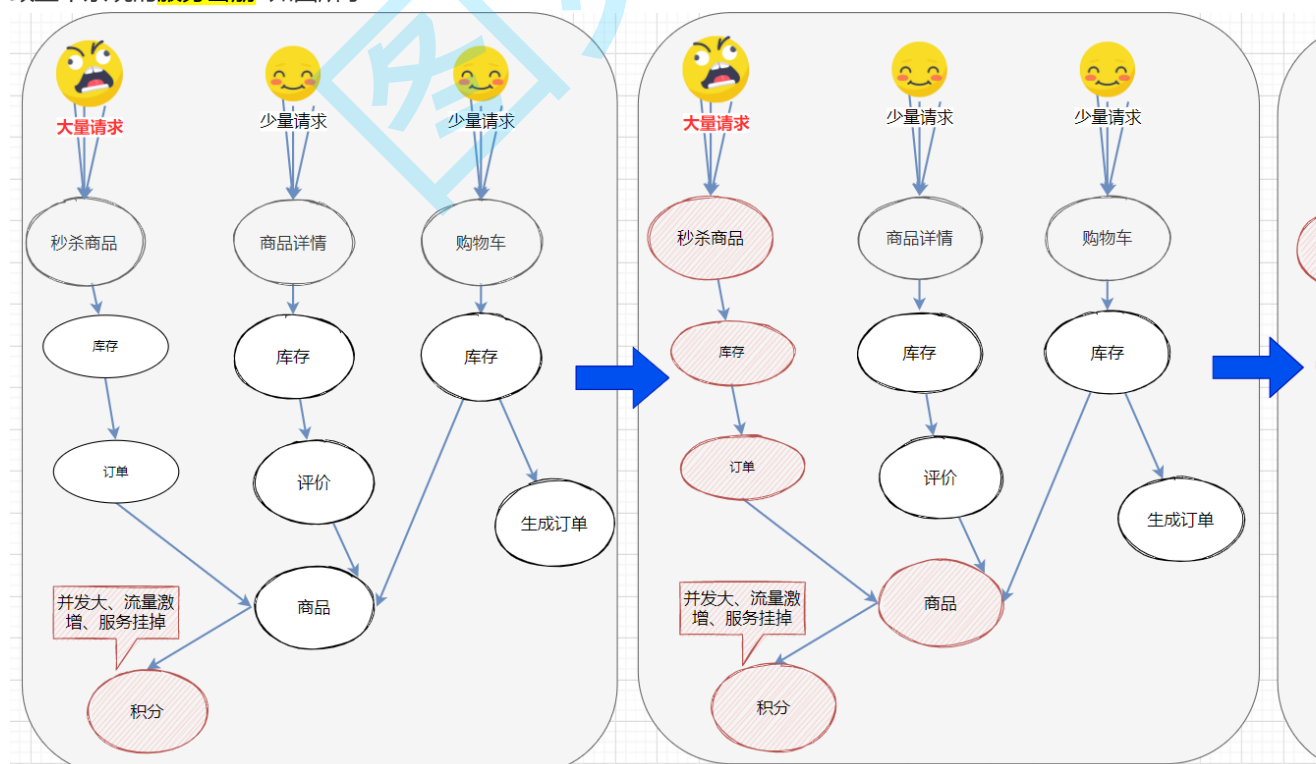 服务雪崩
大量请求
少量请求
少量请求
秒杀商品
商品详情
购物车
库存
库存
库存
订单
评价
生成订单
商品
并发大、流量激
增、服务挂掉
积分
大量请求
少量请求
少量请求
秒杀商品
商品详情
购物车
库存
库存
库存
订单
评价
生成订单
商品
并发大、流量激
增、服务挂掉
积分